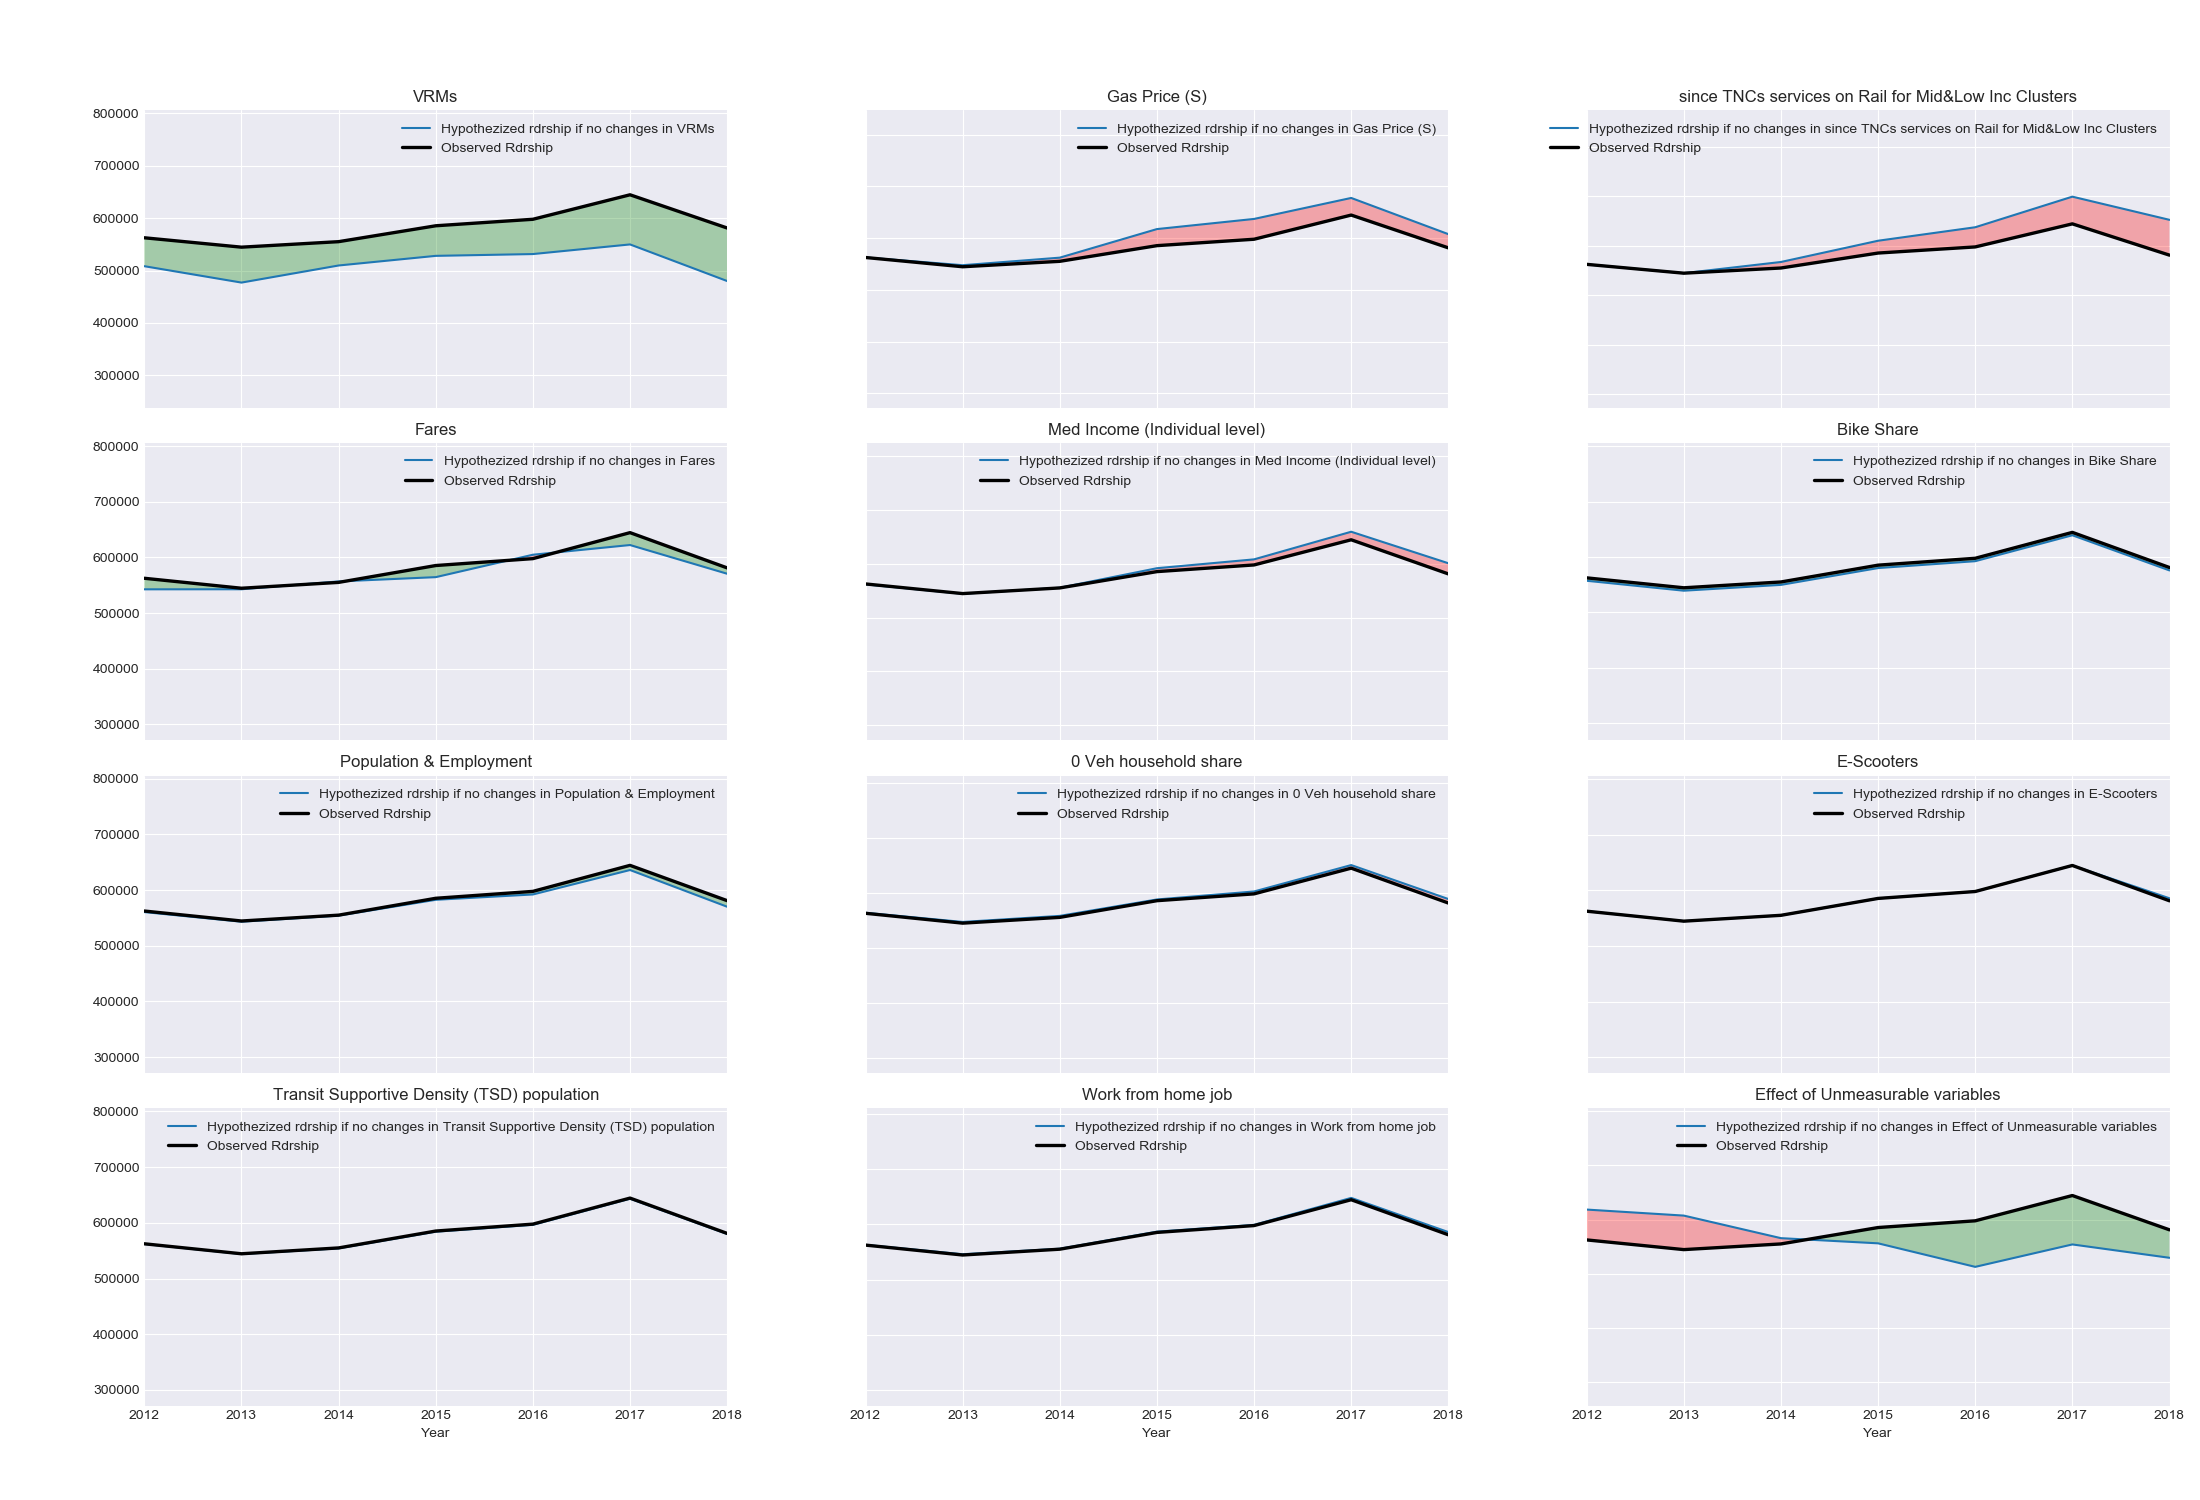 VRMs
Hypothezized rdrship if no changes in VRMs
Observed Rdrship
800000
700000
600000
500000
400000
300000
Gas Price (S)
Hypothezized rdrship if no changes in Gas Price (S)
Observed Rdrship
since TNCs services on Rail for Mid&Low Inc Clusters
Hypothezized rdrship if no changes in since TNCs services on Rail for Mid&Low Inc Clusters
Observed Rdrship
Fares
Hypothezized rdrship if no changes in Fares
Observed Rdrship
800000
700000
600000
500000
400000
300000
Med Income (Individual level)
Hypothezized rdrship if no changes in Med Income (Individual level)
Observed Rdrship
Bike Share
Hypothezized rdrship if no changes in Bike Share
Observed Rdrship
Population & Employment
Hypothezized rdrship if no changes in Population & Employment
Observed Rdrship
800000
700000
600000
500000
400000
300000
0 Veh household share
Hypothezized rdrship if no changes in 0 Veh household share
Observed Rdrship
E-Scooters
Hypothezized rdrship if no changes in E-Scooters
Observed Rdrship
Transit Supportive Density (TSD) population
Hypothezized rdrship if no changes in Transit Supportive Density (TSD) population
Observed Rdrship
800000
700000
600000
500000
400000
300000
2012 2013 2014 2015 2016 2017 2018
Year
Work from home job
Hypothezized rdrship if no changes in Work from home job
Observed Rdrship
2012 2013 2014 2015 2016 2017 2018
Year
Effect of Unmeasurable variables
Hypothezized rdrship if no changes in Effect of Unmeasurable variables
Observed Rdrship
2012 2013 2014 2015 2016 2017 2018
Year